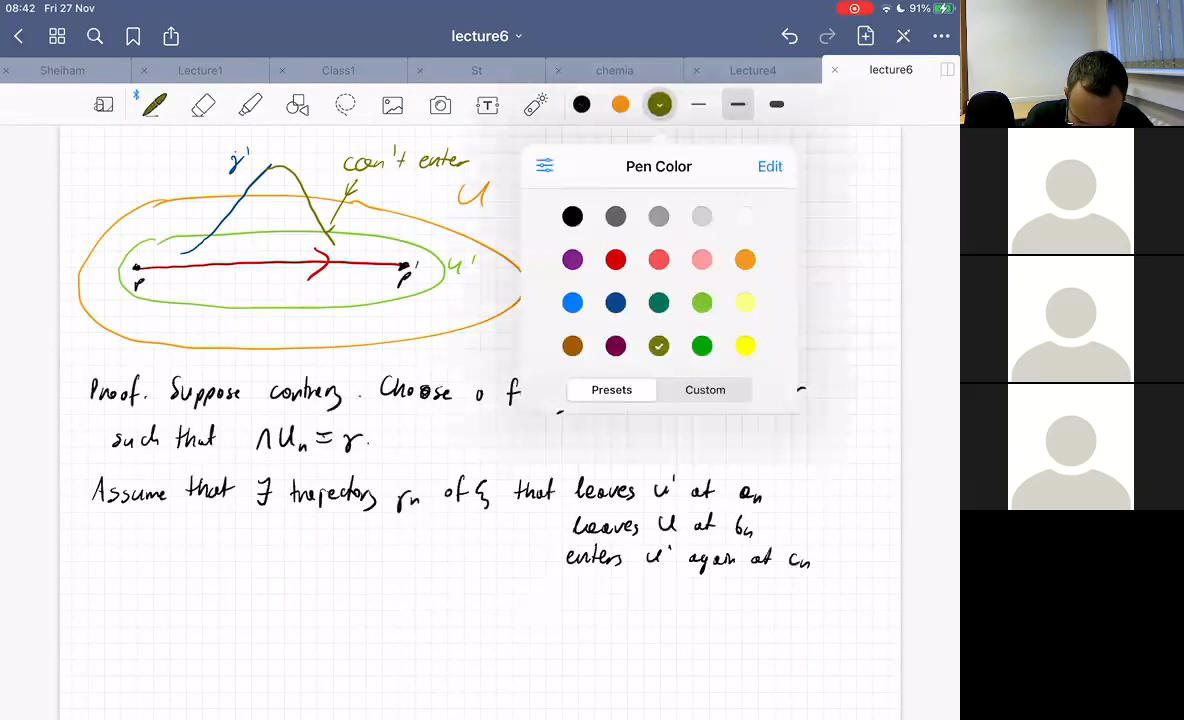 08:42 Fri 27 Nov
91%
lecture6
Sheiham
Lecture1
Class1
St
chemia
Lecture4
lecture6
γ'
can't enter
U
U'
p
p'
Pen Color
Edit
Presets
Custom
Proof. Suppose contrary. Choose a f
such that ∩Un = γ.
Assume that ∃ trajectory γn of ξ that leaves U' at an
leaves U at bn
enters U' again at cn